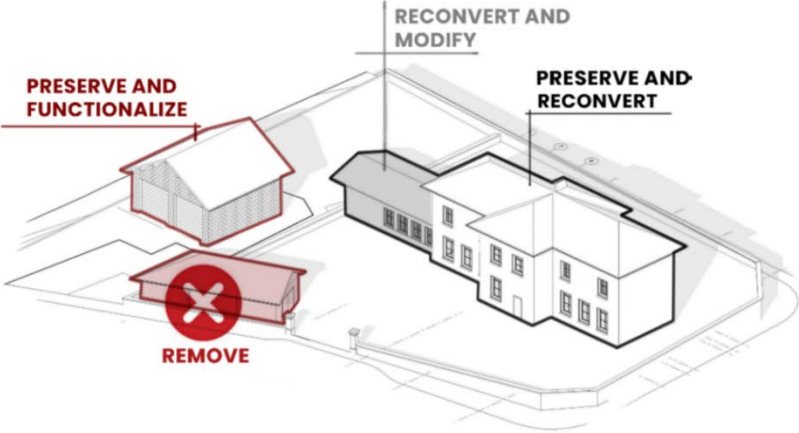 RECONVERT AND
MODIFY
PRESERVE AND
FUNCTIONALIZE
PRESERVE AND
RECONVERT
REMOVE